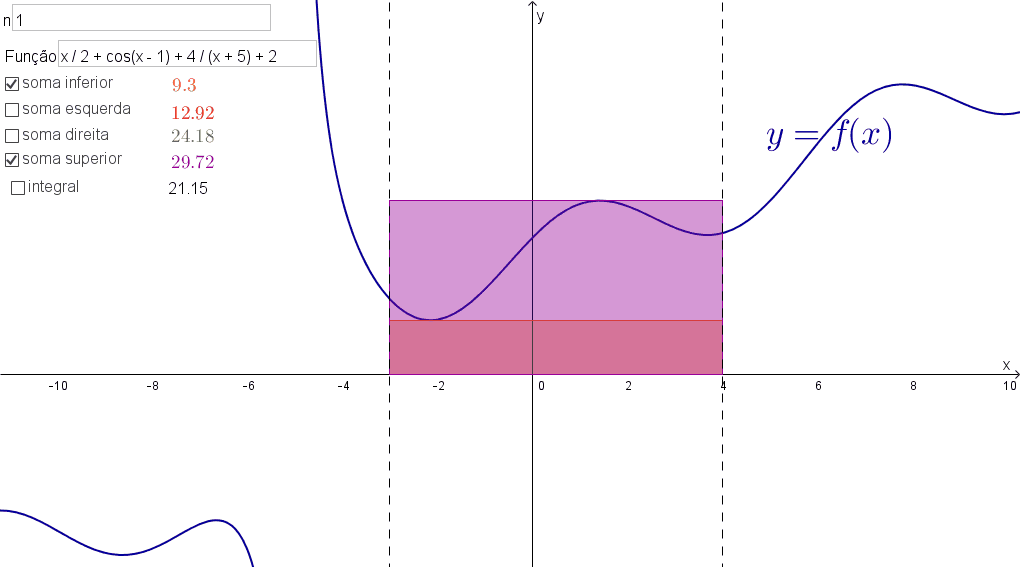 n 1
Função x / 2 + cos(x - 1) + 4 / (x + 5) + 2
soma inferior 9.3
soma esquerda 12.92
soma direita 24.18
soma superior 29.72
integral 21.15
y
y = f(x)
x
-10 -8 -6 -4 -2 0 2 4 6 8 10